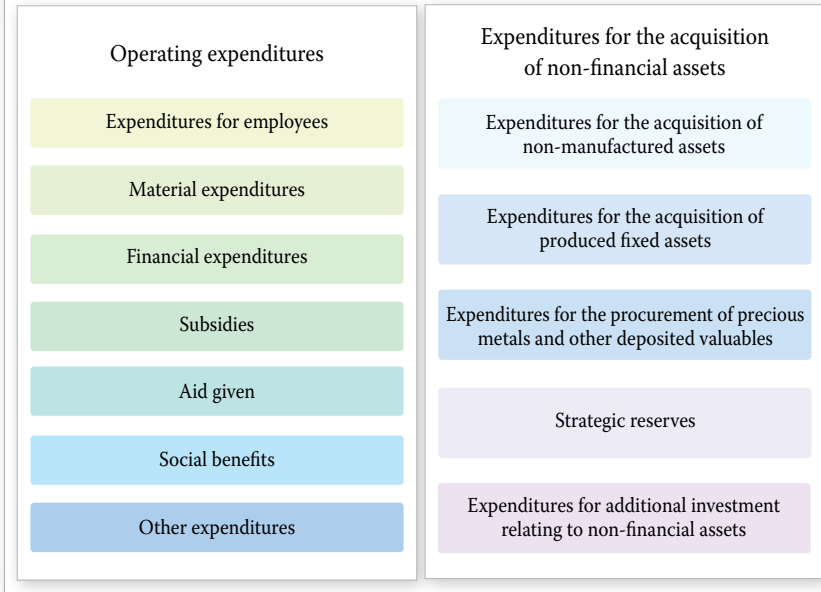 Operating expenditures
Expenditures for employees
Material expenditures
Financial expenditures
Subsidies
Aid given
Social benefits
Other expenditures
Expenditures for the acquisition
of non-financial assets
Expenditures for the acquisition of
non-manufactured assets
Expenditures for the acquisition of
produced fixed assets
Expenditures for the procurement of precious
metals and other deposited valuables
Strategic reserves
Expenditures for additional investment
relating to non-financial assets